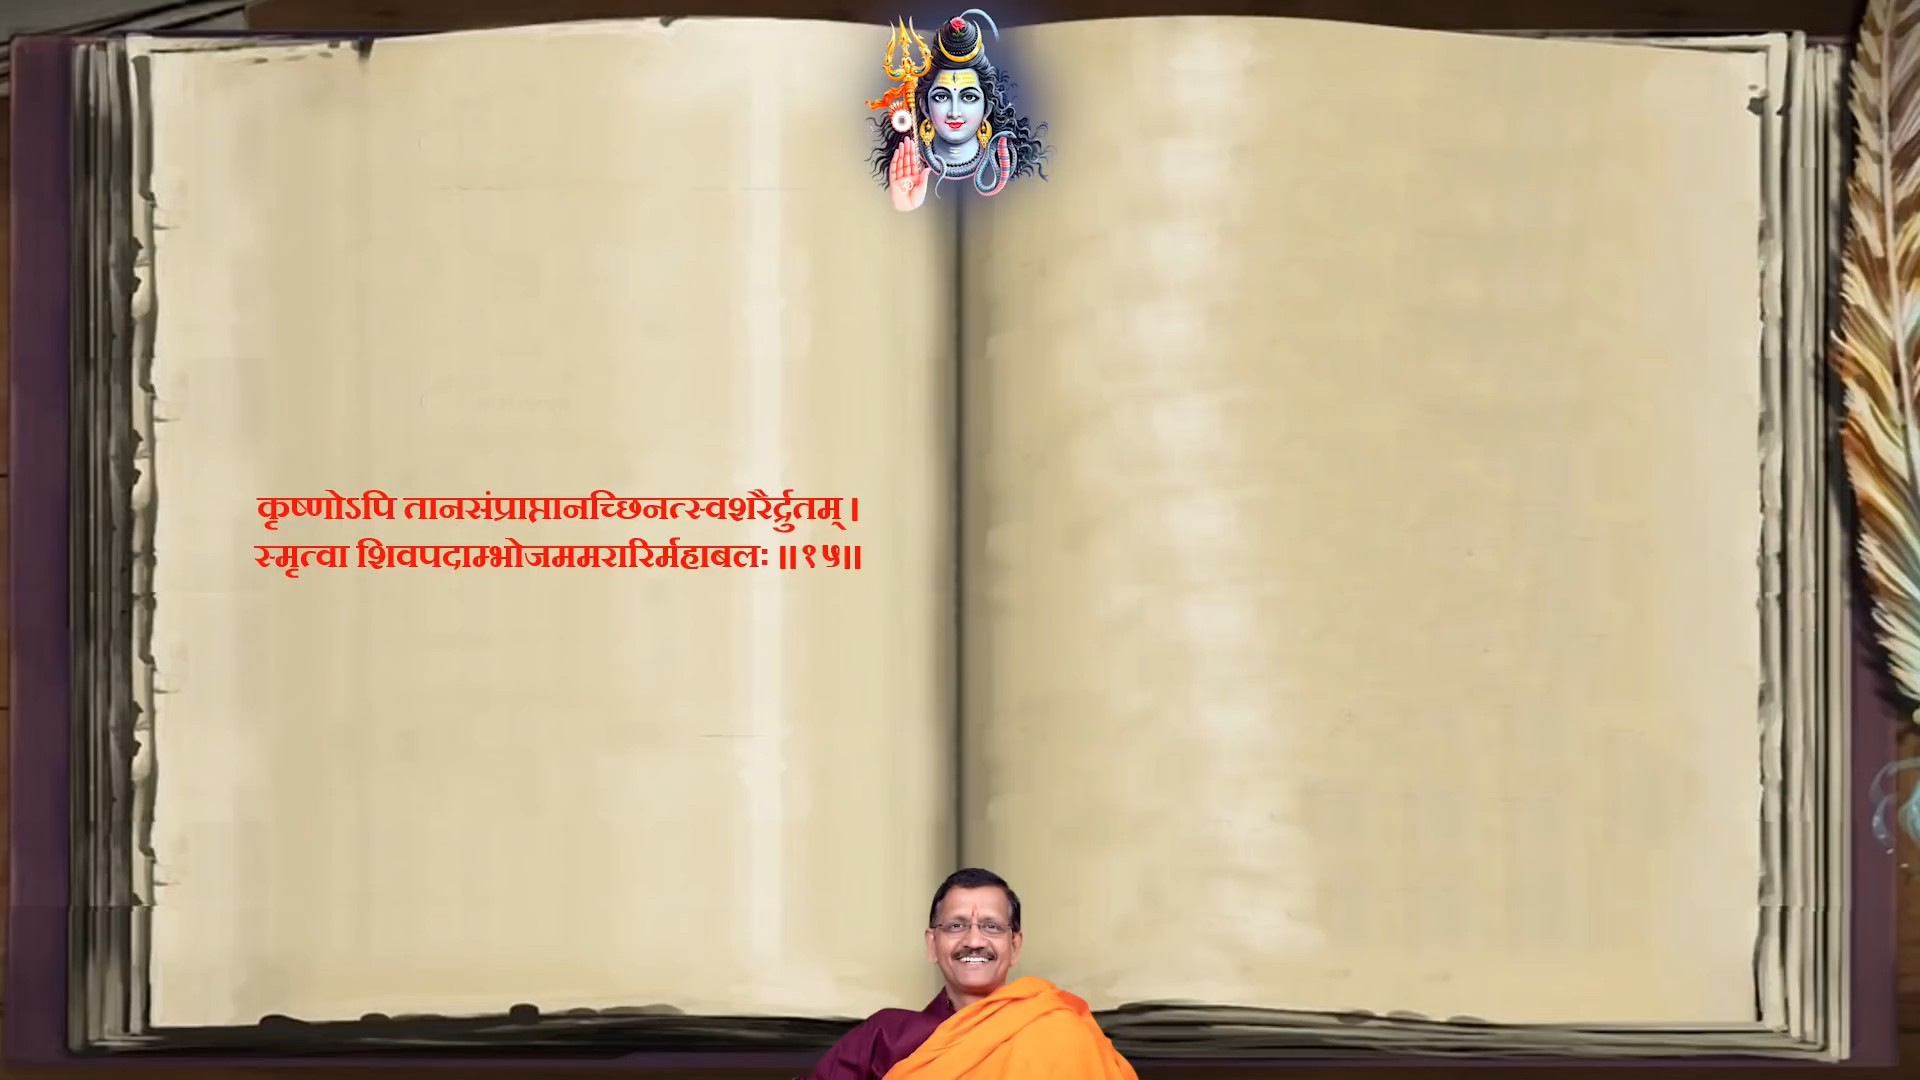 कृष्णोऽपि तानसंप्राप्तानच्छिनत्स्वशरैर्द्रुतम् ।
स्मृत्वा शिवपदाम्भोजममरारिर्महाबलः ॥१५॥